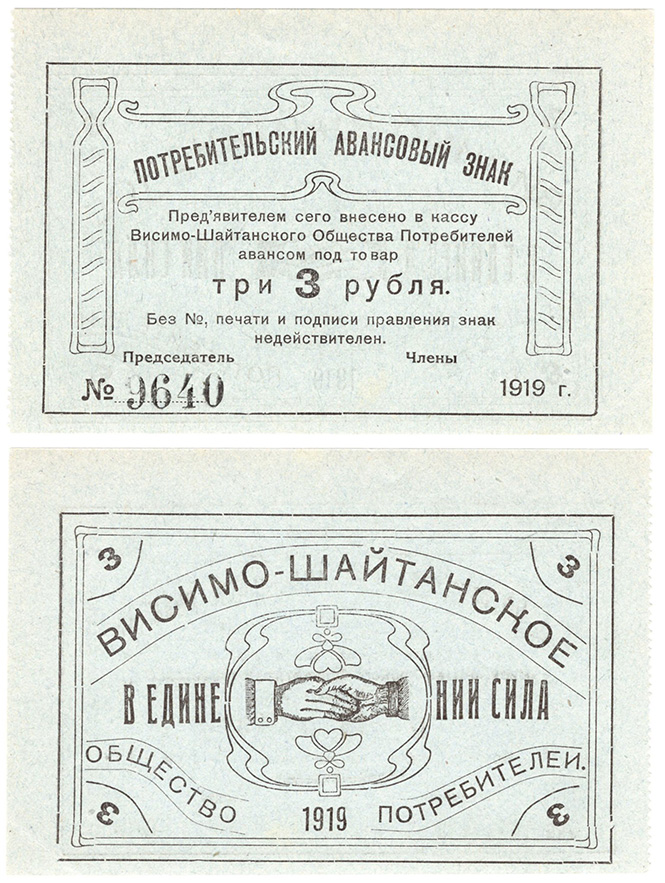 ПОТРЕБИТЕЛЬСКИЙ АВАНСОВЫЙ ЗНАК
Пред'явителем сего внесено в кассу
Висимо-Шайтанского Общества Потребителей
авансом под товар
три 3 рубля.
Без №, печати и подписи правления знак
недействителен.
Председатель Члены
№ 9640 1919 г.
3 3
ВИСИМО-ШАЙТАНСКОЕ
В ЕДИНЕ НИИ СИЛА
ОБЩЕСТВО ПОТРЕБИТЕЛЕИ.
3 1919 3